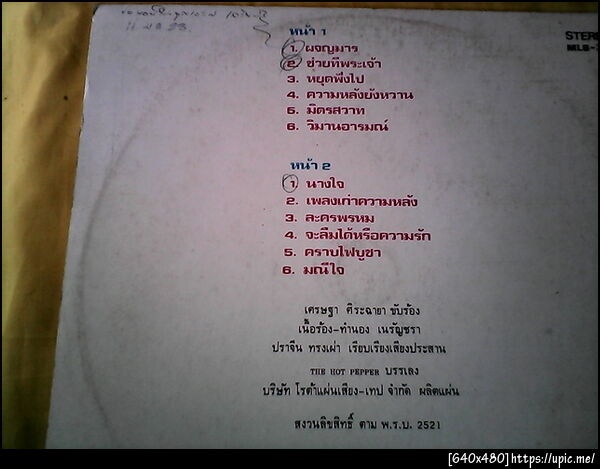 STERE
MLS-
หน้า 1
1. ผจญมาร
2. ช่วยทีพระเจ้า
3. หยุดพึ่งไป
4. ความหลังยังหวาน
5. มิตรสวาท
6. วิมานอารมณ์
หน้า 2
1. นางใจ
2. เพลงเก่าความหลัง
3. ละครพรหม
4. จะลืมได้หรือความรัก
5. คราบไฟบูชา
6. มณีใจ
เศรษฐา ศิระฉายา ขับร้อง
เนื้อร้อง-ทำนอง เนรัญชรา
ปราจีน ทรงเผ่า เรียบเรียงเสียงประสาน
THE HOT PEPPER บรรเลง
บริษัท โรต้าแผ่นเสียง-เทป จำกัด ผลิตแผ่น
สงวนลิขสิทธิ์ ตาม พ.ร.บ. 2521
[640x480]https://upic.me/